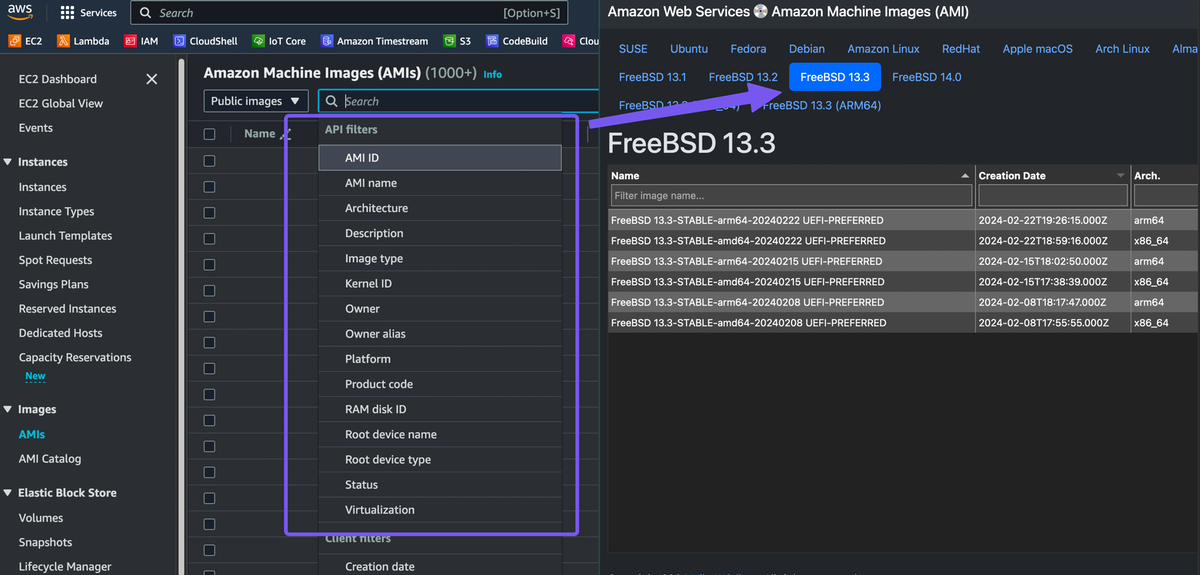 aws
Services
Search
[Option+S]
EC2
Lambda
IAM
CloudShell
IoT Core
Amazon Timestream
S3
CodeBuild
Clou
EC2 Dashboard
EC2 Global View
Events
Instances
Instances
Instance Types
Launch Templates
Spot Requests
Savings Plans
Reserved Instances
Dedicated Hosts
Capacity Reservations
New
Images
AMIs
AMI Catalog
Elastic Block Store
Volumes
Snapshots
Lifecycle Manager
Amazon Machine Images (AMIs) (1000+) Info
Public images
Search
Name
API filters
AMI ID
AMI name
Architecture
Description
Image type
Kernel ID
Owner
Owner alias
Platform
Product code
RAM disk ID
Root device name
Root device type
Status
Virtualization
Client filters
Creation date
Amazon Web Services 💿 Amazon Machine Images (AMI)
SUSE Ubuntu Fedora Debian Amazon Linux RedHat Apple macOS Arch Linux Alma
FreeBSD 13.1 FreeBSD 13.2 FreeBSD 13.3 FreeBSD 14.0
FreeBSD 13.3 (ARM64)
FreeBSD 13.3
Name Creation Date Arch.
Filter image name...
FreeBSD 13.3-STABLE-arm64-20240222 UEFI-PREFERRED 2024-02-22T19:26:15.000Z arm64
FreeBSD 13.3-STABLE-amd64-20240222 UEFI-PREFERRED 2024-02-22T18:59:16.000Z x86_64
FreeBSD 13.3-STABLE-arm64-20240215 UEFI-PREFERRED 2024-02-15T18:02:50.000Z arm64
FreeBSD 13.3-STABLE-amd64-20240215 UEFI-PREFERRED 2024-02-15T17:38:39.000Z x86_64
FreeBSD 13.3-STABLE-arm64-20240208 UEFI-PREFERRED 2024-02-08T18:17:47.000Z arm64
FreeBSD 13.3-STABLE-amd64-20240208 UEFI-PREFERRED 2024-02-08T17:55:55.000Z x86_64